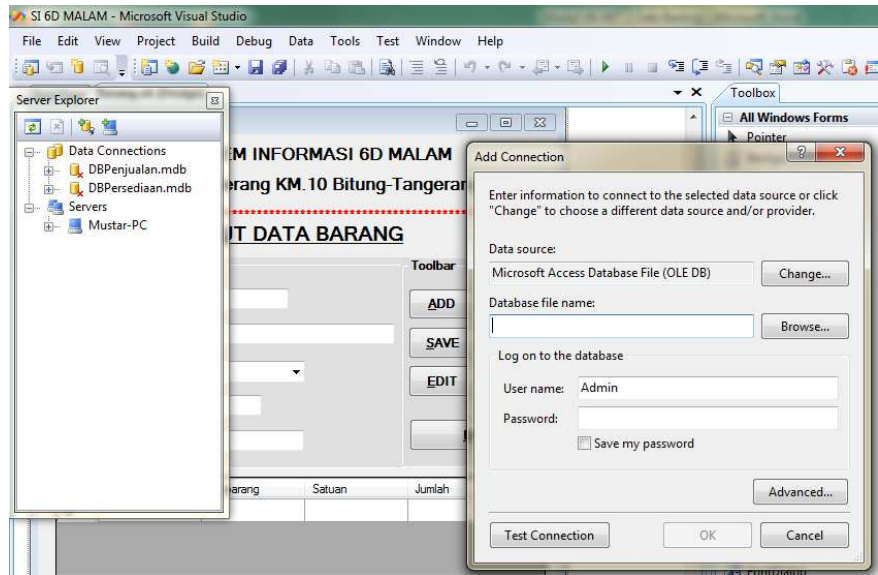 SI 6D MALAM - Microsoft Visual Studio
File Edit View Project Build Debug Data Tools Test Window Help
Server Explorer
Data Connections
DBPenjualan.mdb
DBPersediaan.mdb
Servers
Mustar-PC
EM INFORMASI 6D MALAM
erang KM.10 Bitung-Tangeran
UT DATA BARANG
Toolbar
ADD
SAVE
EDIT
barang Satuan Jumlah
Add Connection
Enter information to connect to the selected data source or click
"Change" to choose a different data source and/or provider.
Data source:
Microsoft Access Database File (OLE DB)
Change...
Database file name:
Browse...
Log on to the database
User name: Admin
Password:
Save my password
Advanced...
Test Connection OK Cancel
Toolbox
All Windows Forms
Pointer
FontDialog